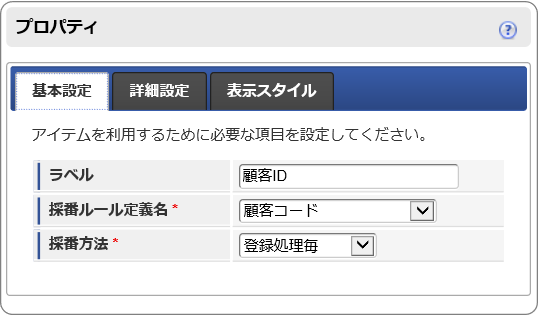 プロパティ
?
基本設定 詳細設定 表示スタイル
アイテムを利用するために必要な項目を設定してください。
ラベル 顧客ID
採番ルール定義名 * 顧客コード
採番方法 * 登録処理毎